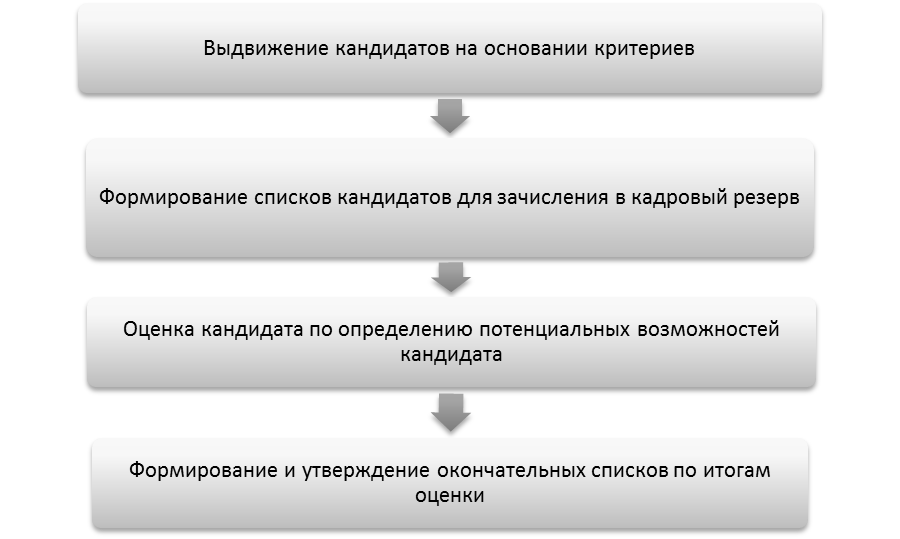 Выдвижение кандидатов на основании критериев
Формирование списков кандидатов для зачисления в кадровый резерв
Оценка кандидата по определению потенциальных возможностей
кандидата
Формирование и утверждение окончательных списков по итогам
оценки